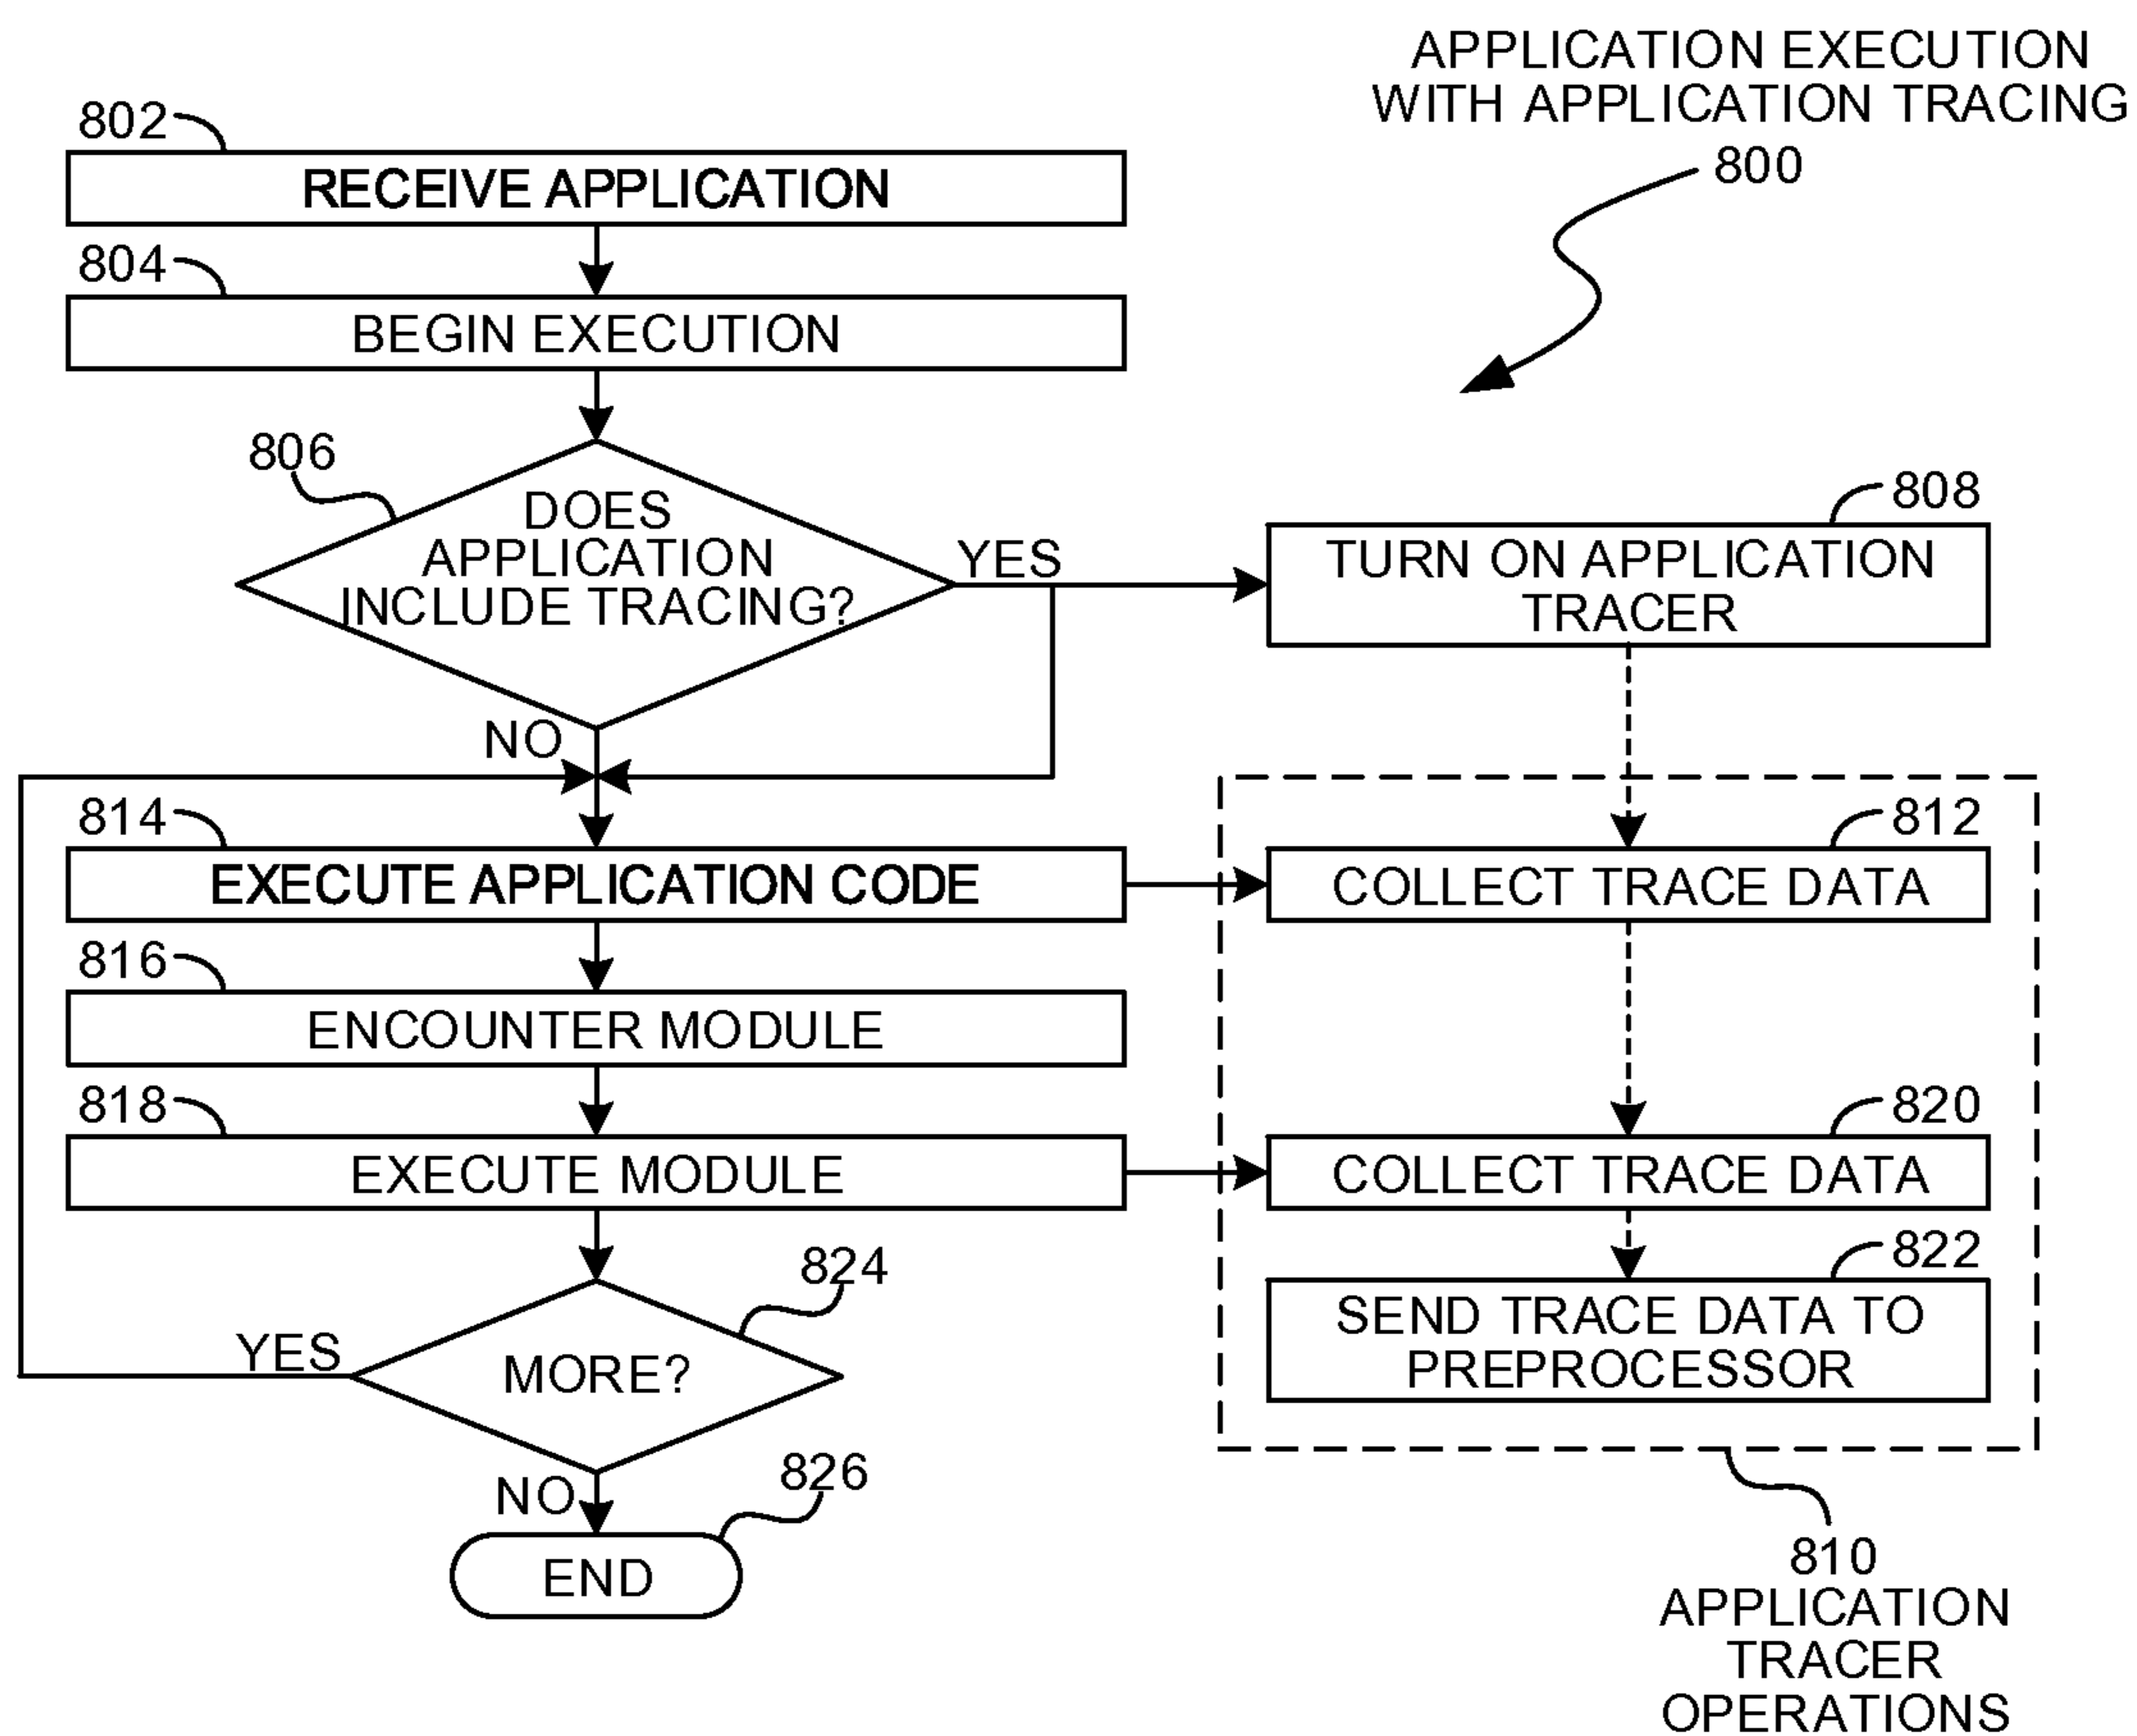 APPLICATION EXECUTION
WITH APPLICATION TRACING
800
802
RECEIVE APPLICATION
804
BEGIN EXECUTION
806
DOES
APPLICATION
INCLUDE TRACING?
YES
NO
808
TURN ON APPLICATION
TRACER
814
EXECUTE APPLICATION CODE
812
COLLECT TRACE DATA
816
ENCOUNTER MODULE
818
EXECUTE MODULE
820
COLLECT TRACE DATA
822
SEND TRACE DATA TO
PREPROCESSOR
824
MORE?
YES
NO
826
END
810
APPLICATION
TRACER
OPERATIONS